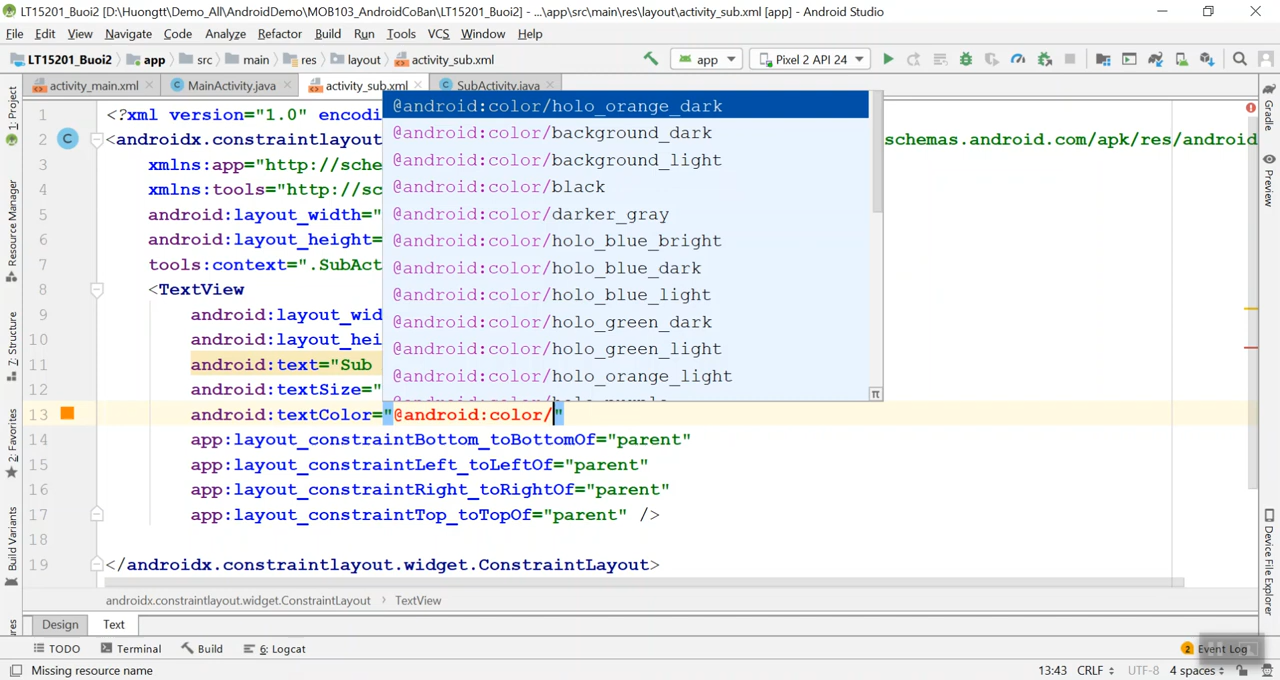 LT15201_Buoi2 [D:\Huongtt\Demo_All\AndroidDemo\MOB103_AndroidCoBan\LT15201_Buoi2] - ...\app\src\main\res\layout\activity_sub.xml [app] - Android Studio
File Edit View Navigate Code Analyze Refactor Build Run Tools VCS Window Help
LT15201_Buoi2 app src main res layout activity_sub.xml app Pixel 2 API 24
activity_main.xml MainActivity.java activity_sub.xml SubActivity.java
@android:color/holo_orange_dark
@android:color/background_dark
@android:color/background_light
@android:color/black
@android:color/darker_gray
@android:color/holo_blue_bright
@android:color/holo_blue_dark
@android:color/holo_blue_light
@android:color/holo_green_dark
@android:color/holo_green_light
@android:color/holo_orange_light
1 <?xml version="1.0" encodi
2 <androidx.constraintlayout schemas.android.com/apk/res/android
3 xmlns:app="http://sche
4 xmlns:tools="http://sc
5 android:layout_width="
6 android:layout_height=
7 tools:context=".SubAct
8 <TextView
9 android:layout_wid
10 android:layout_hei
11 android:text="Sub
12 android:textSize="
13 android:textColor="@android:color/"
14 app:layout_constraintBottom_toBottomOf="parent"
15 app:layout_constraintLeft_toLeftOf="parent"
16 app:layout_constraintRight_toRightOf="parent"
17 app:layout_constraintTop_toTopOf="parent" />
18
19 </androidx.constraintlayout.widget.ConstraintLayout>
androidx.constraintlayout.widget.ConstraintLayout › TextView
Design Text
TODO Terminal Build 6: Logcat 2 Event Log
Missing resource name 13:43 CRLF UTF-8 4 spaces
1: Project
Resource Manager
7: Structure
2: Favorites
Build Variants
Gradle
Preview
Device File Explorer